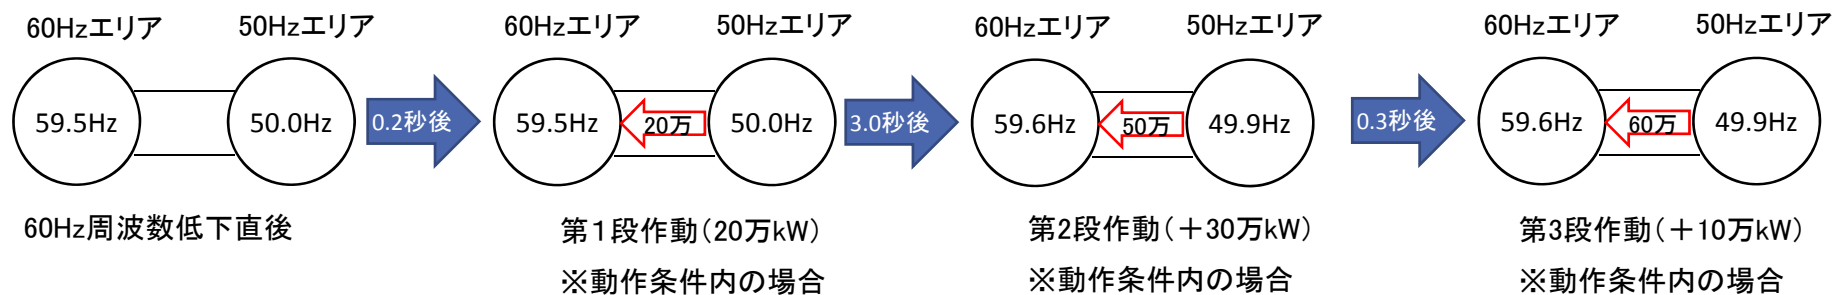 60Hzエリア 50Hzエリア
59.5Hz 50.0Hz
60Hz周波数低下直後
0.2秒後
60Hzエリア 50Hzエリア
59.5Hz 20万 50.0Hz
第1段作動(20万kW)
※動作条件内の場合
3.0秒後
60Hzエリア 50Hzエリア
59.6Hz 50万 49.9Hz
第2段作動(+30万kW)
※動作条件内の場合
0.3秒後
60Hzエリア 50Hzエリア
59.6Hz 60万 49.9Hz
第3段作動(+10万kW)
※動作条件内の場合